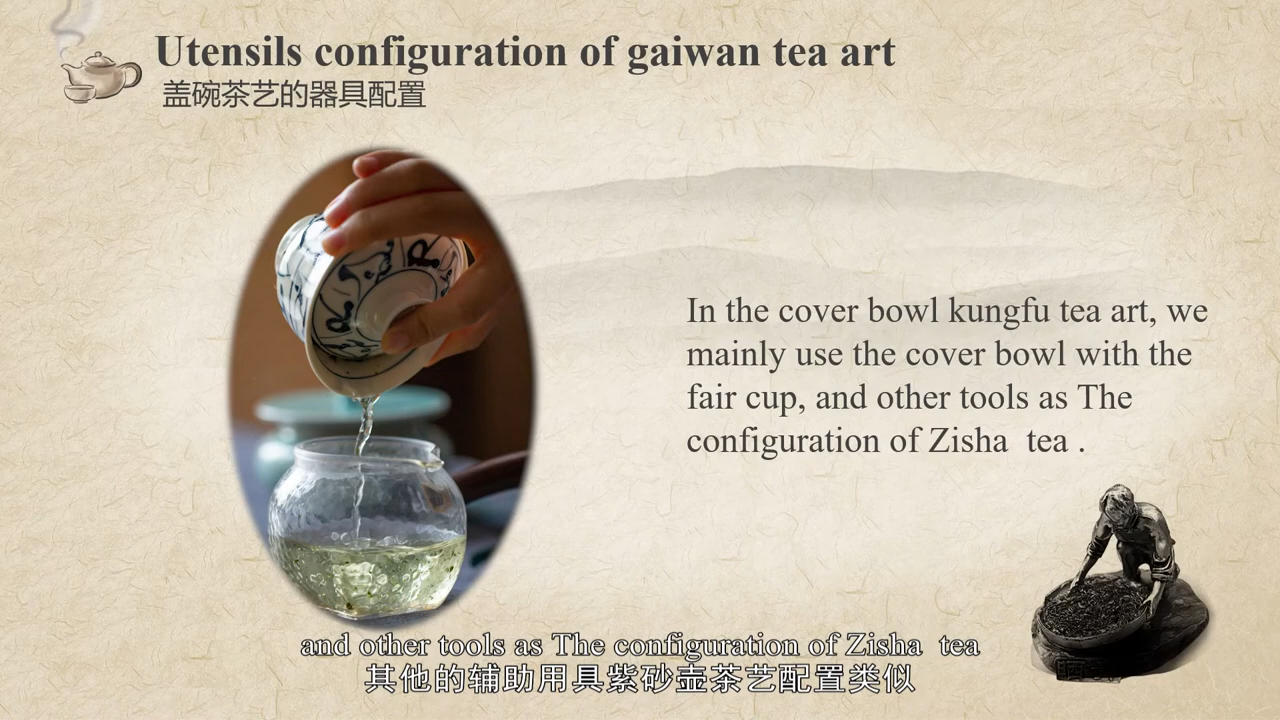 Utensils configuration of gaiwan tea art
盖碗茶艺的器具配置
In the cover bowl kungfu tea art, we
mainly use the cover bowl with the
fair cup, and other tools as The
configuration of Zisha  tea .
and other tools as The configuration of Zisha  tea
其他的辅助用具紫砂壶茶艺配置类似